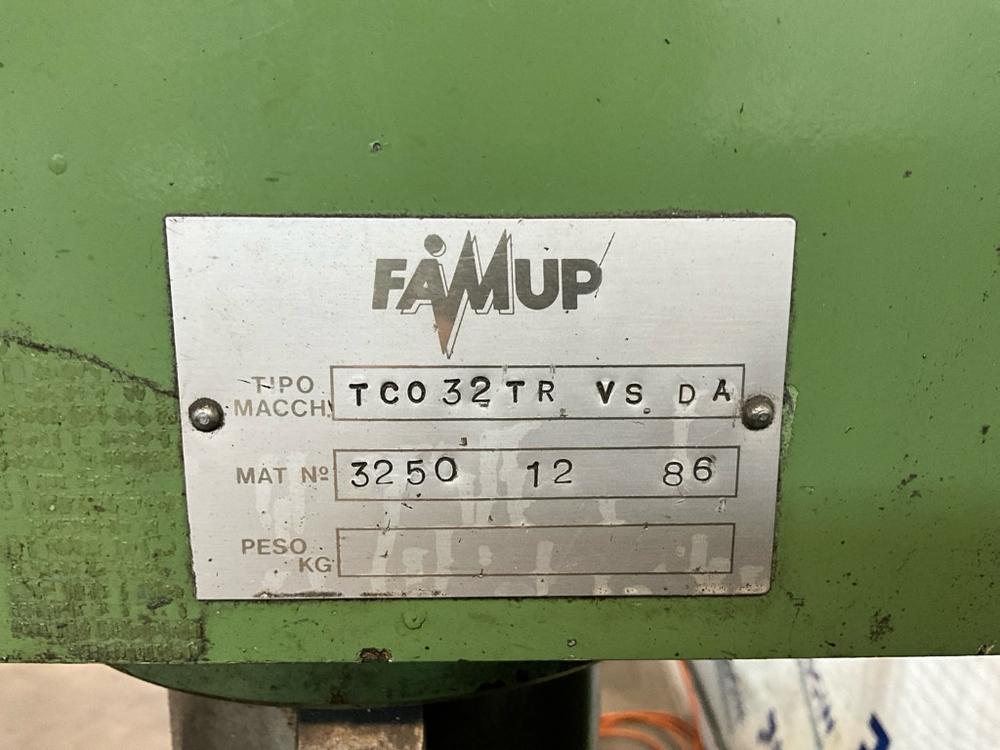 FAMUP
TIPO MACCH. TCO 32 TR VS DA
MAT Nº 3250 12 86
PESO KG